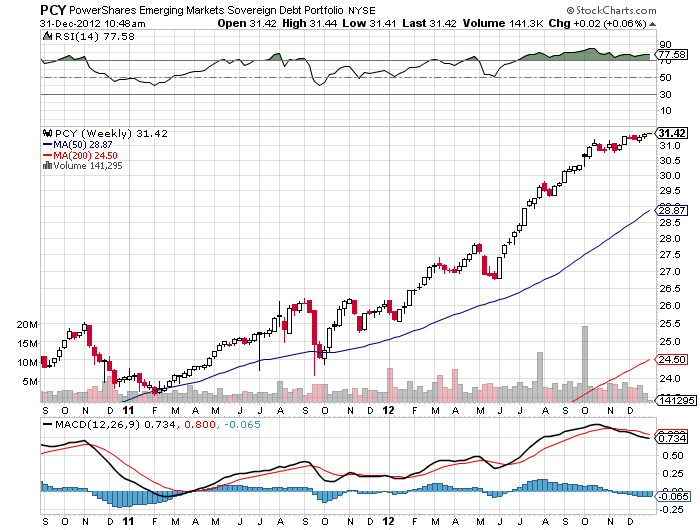 PCY PowerShares Emerging Markets Sovereign Debt Portfolio NYSE © StockCharts.com
31-Dec-2012 10:48am Open 31.42 High 31.44 Low 31.41 Last 31.42 Volume 141.3K Chg +0.02 (+0.06%)
RSI(14) 77.58
90
77.58
70
50
30
10
PCY (Weekly) 31.42
MA(50) 28.87
MA(200) 24.50
Volume 141,295
31.42
31.0
30.5
30.0
29.5
28.87
28.5
28.0
27.5
27.0
26.5
26.0
25.5
25.0
24.50
24.0
141295
20M
15M
10M
5M
S O N D 11 F M A M J J A S O N D 12 F M A M J J A S O N D
MACD(12,26,9) 0.734, 0.800, -0.065
0.734
0.50
0.25
-0.065
S O N D 11 F M A M J J A S O N D 12 F M A M J J A S O N D